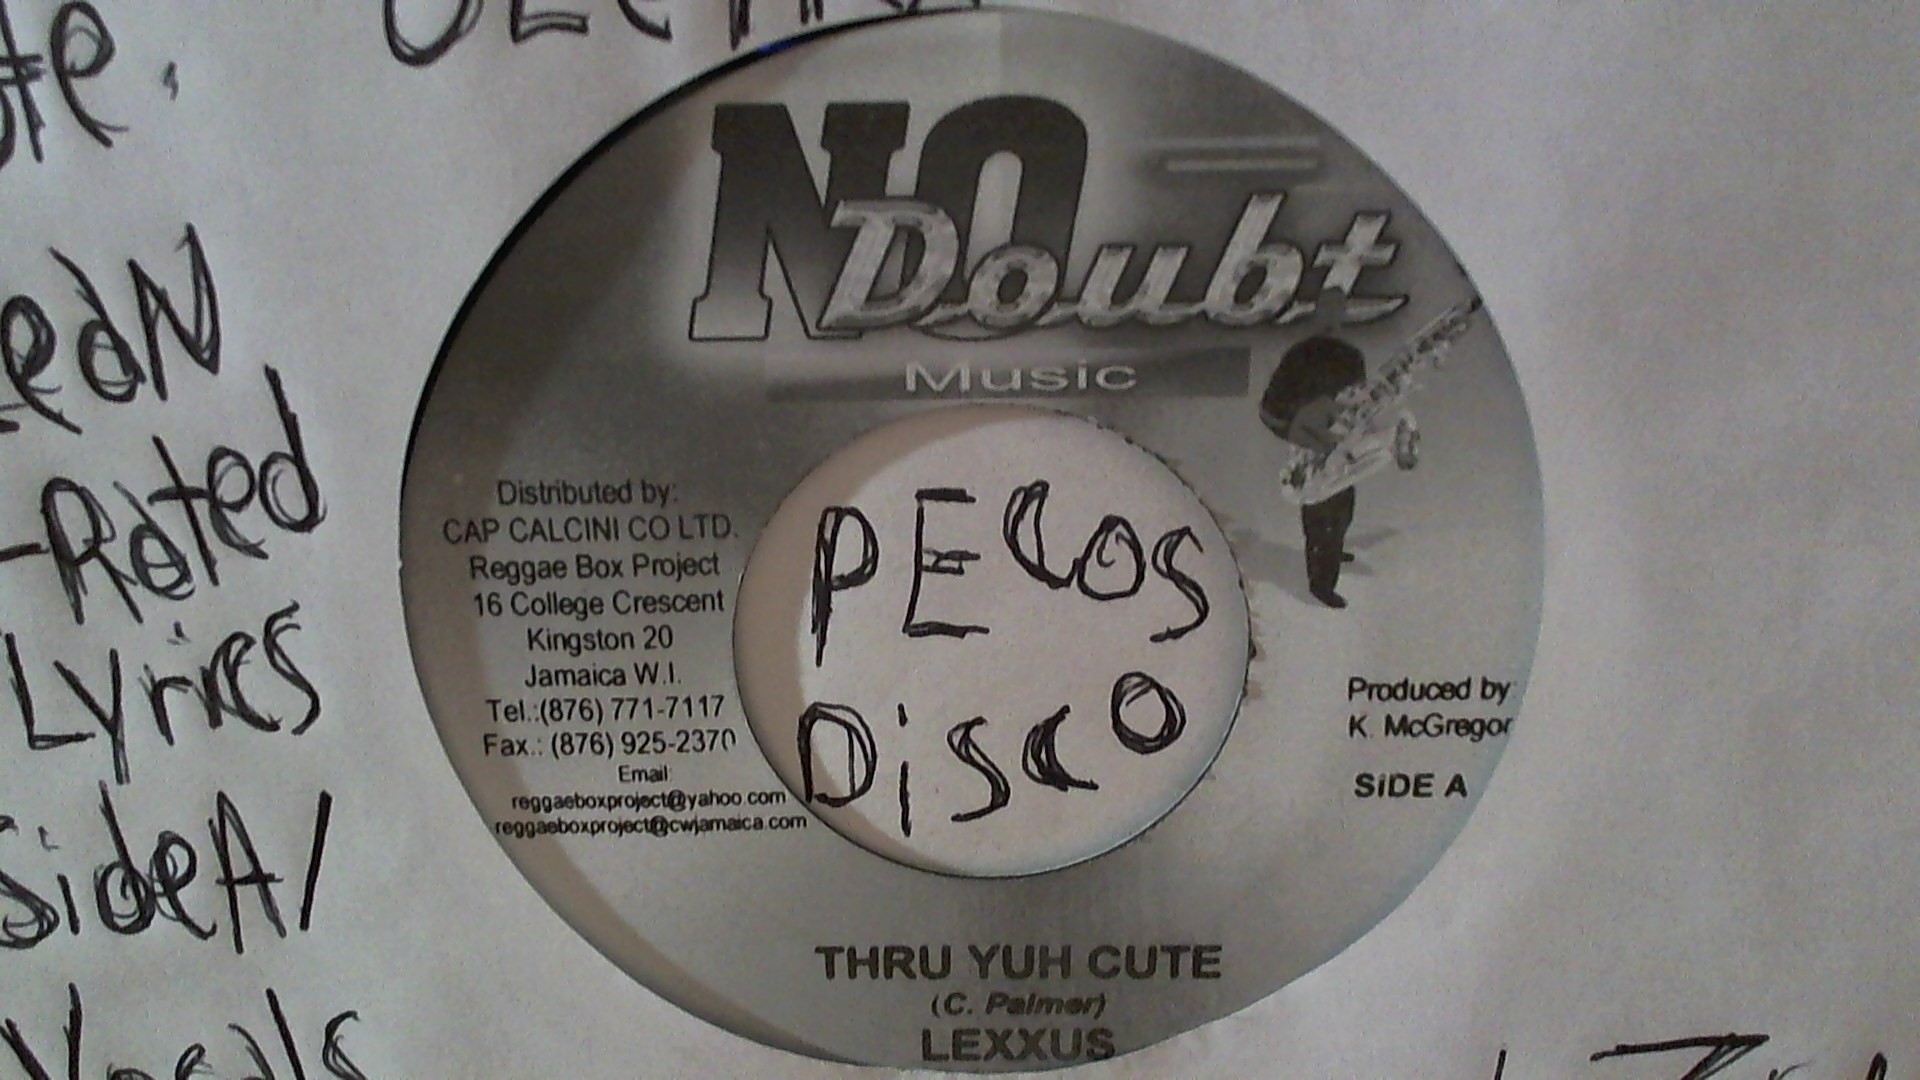 NO
Doubt
Music
Distributed by:
CAP CALCINI CO LTD.
Reggae Box Project
16 College Crescent
Kingston 20
Jamaica W.I.
Tel.:(876) 771-7117
Fax.: (876) 925-2370
Email:
reggaeboxproject@yahoo.com
reggaeboxproject@cwjamaica.com
PECOS
Disco
Produced by:
K. McGregor
SiDE A
THRU YUH CUTE
(C. Palmer)
LEXXUS
-Rated
Lyrics
SideA/
Vocals